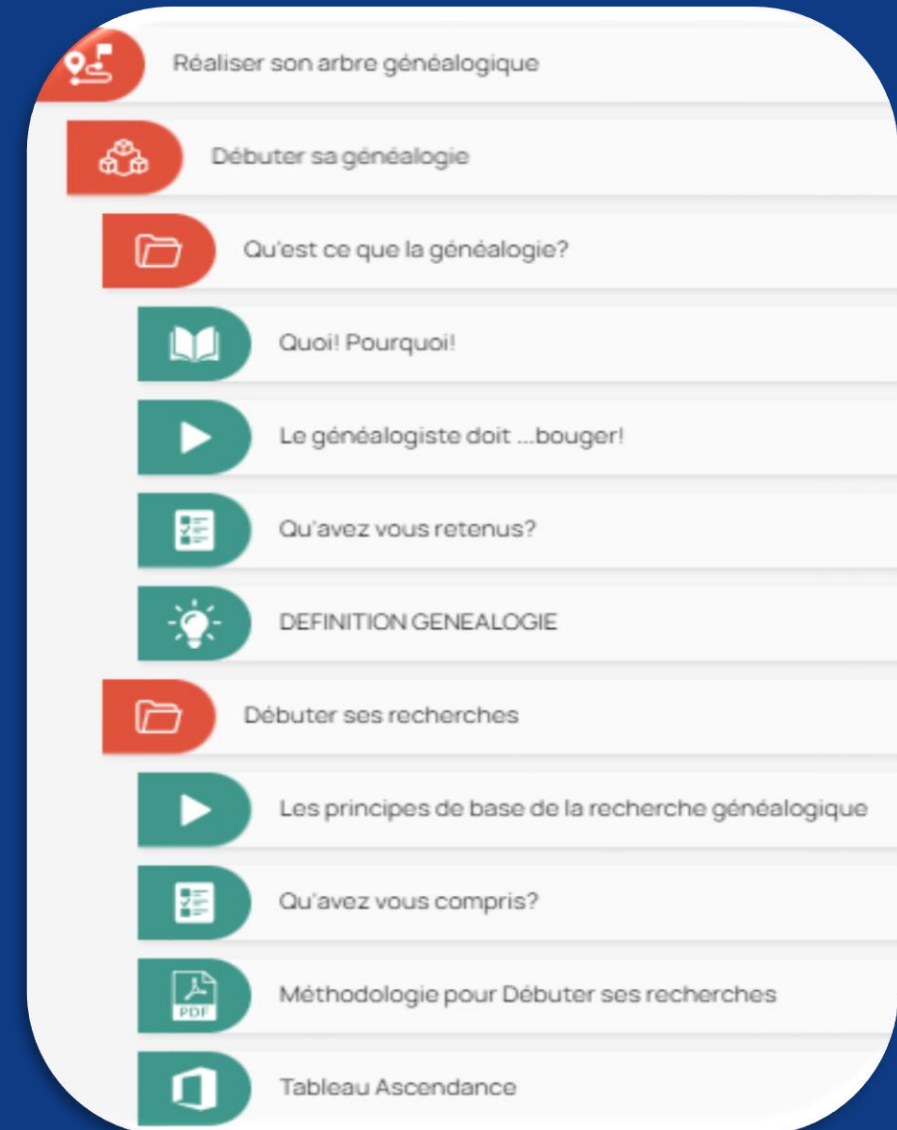 Réaliser son arbre généalogique
Débuter sa généalogie
Qu'est ce que la généalogie?
Quoi! Pourquoi!
Le généalogiste doit ...bouger!
Qu'avez vous retenus?
DEFINITION GENEALOGIE
Débuter ses recherches
Les principes de base de la recherche généalogique
Qu'avez vous compris?
PDF
Méthodologie pour Débuter ses recherches
Tableau Ascendance